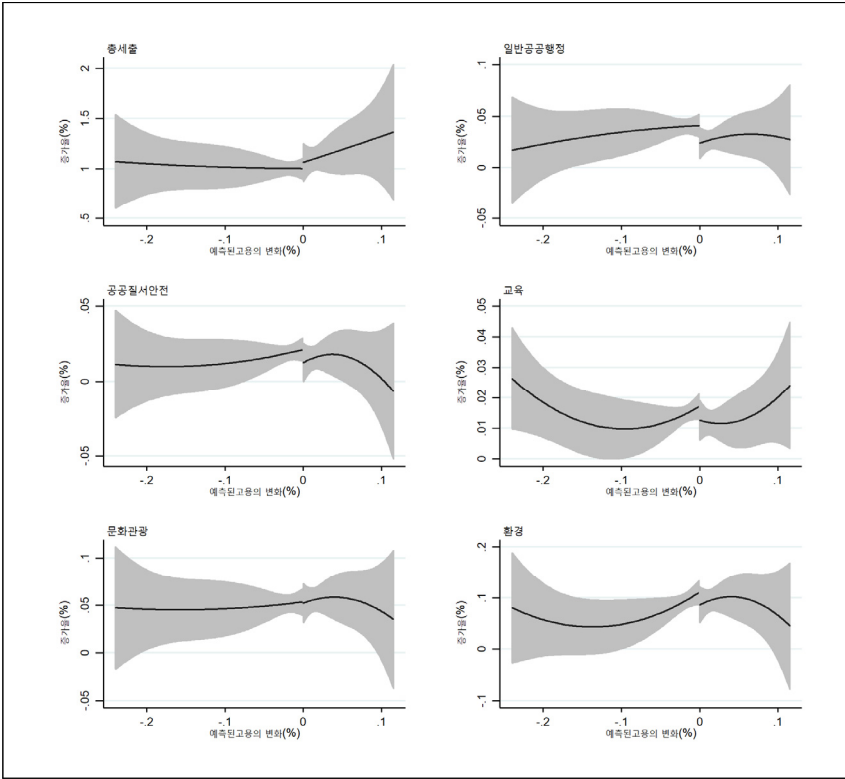 총세출
2
1.5
1
.5
증가율(%)
-.2
-.1
0
.1
예측된고용의 변화(%)
일반공공행정
.1
.05
0
-.05
증가율(%)
-.2
-.1
0
.1
예측된고용의 변화(%)
공공질서안전
.05
0
-.05
증가율(%)
-.2
-.1
0
.1
예측된고용의 변화(%)
교육
.05
.04
.03
.02
.01
0
증가율(%)
-.2
-.1
0
.1
예측된고용의 변화(%)
문화관광
.1
.05
0
-.05
증가율(%)
-.2
-.1
0
.1
예측된고용의 변화(%)
환경
.2
.1
0
-.1
증가율(%)
-.2
-.1
0
.1
예측된고용의 변화(%)